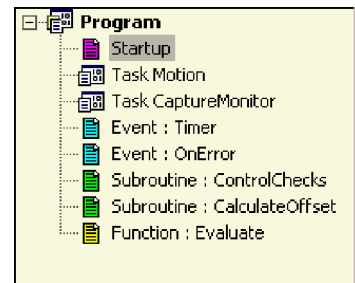 Program
Startup
Task Motion
Task CaptureMonitor
Event : Timer
Event : OnError
Subroutine : ControlChecks
Subroutine : CalculateOffset
Function : Evaluate